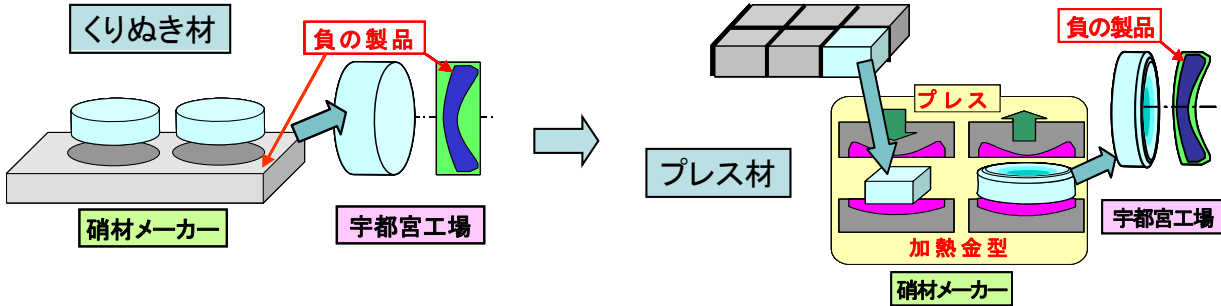 くりぬき材
負の製品
硝材メーカー
宇都宮工場
プレス材
プレス
加熱金型
硝材メーカー
負の製品
宇都宮工場